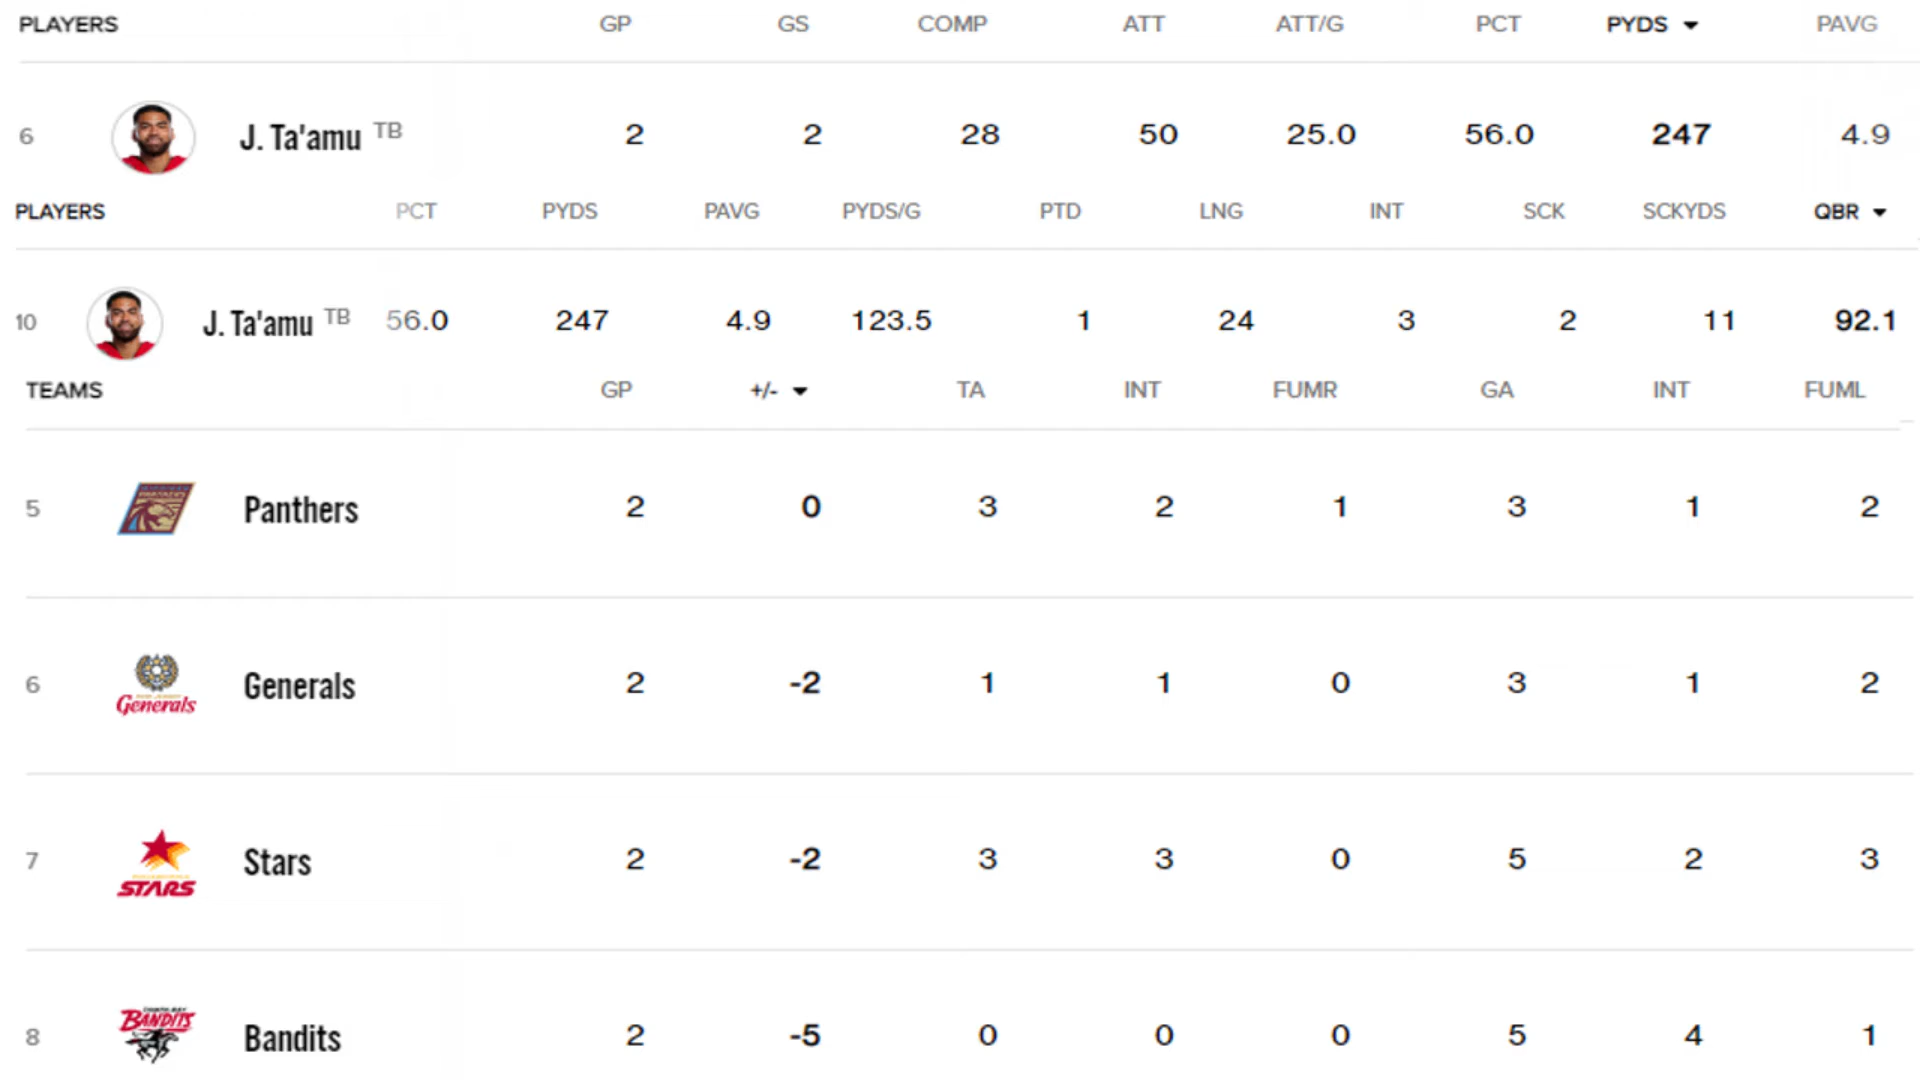 PLAYERS GP GS COMP ATT ATT/G PCT PYDS PAVG
6 J. Ta'amu TB 2 2 28 50 25.0 56.0 247 4.9
PLAYERS PCT PYDS PAVG PYDS/G PTD LNG INT SCK SCKYDS QBR
10 J. Ta'amu TB 56.0 247 4.9 123.5 1 24 3 2 11 92.1
TEAMS GP +/- TA INT FUMR GA INT FUML
5 Panthers 2 0 3 2 1 3 1 2
6 Generals Generals 2 -2 1 1 0 3 1 2
7 STARS Stars 2 -2 3 3 0 5 2 3
8 BANDITS Bandits 2 -5 0 0 0 5 4 1